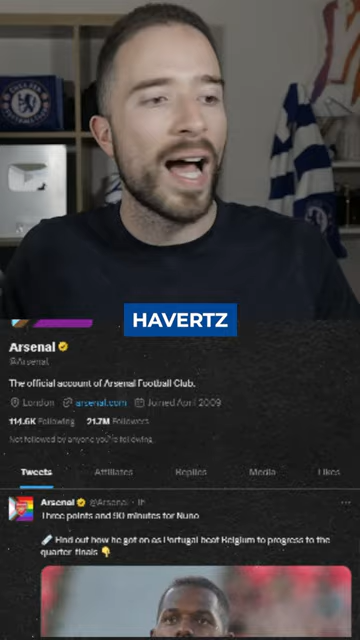 CHELSEA
HAVERTZ
Arsenal
@Arsenal
The official account of Arsenal Football Club.
London arsenal.com Joined April 2009
114.6K Following 21.7M Followers
Not followed by anyone you're following
Tweets Affiliates Replies Media Likes
Arsenal @Arsenal · 1h
Three points and 90 minutes for Nuno
Find out how he got on as Portugal beat Belgium to progress to the
quarter-finals